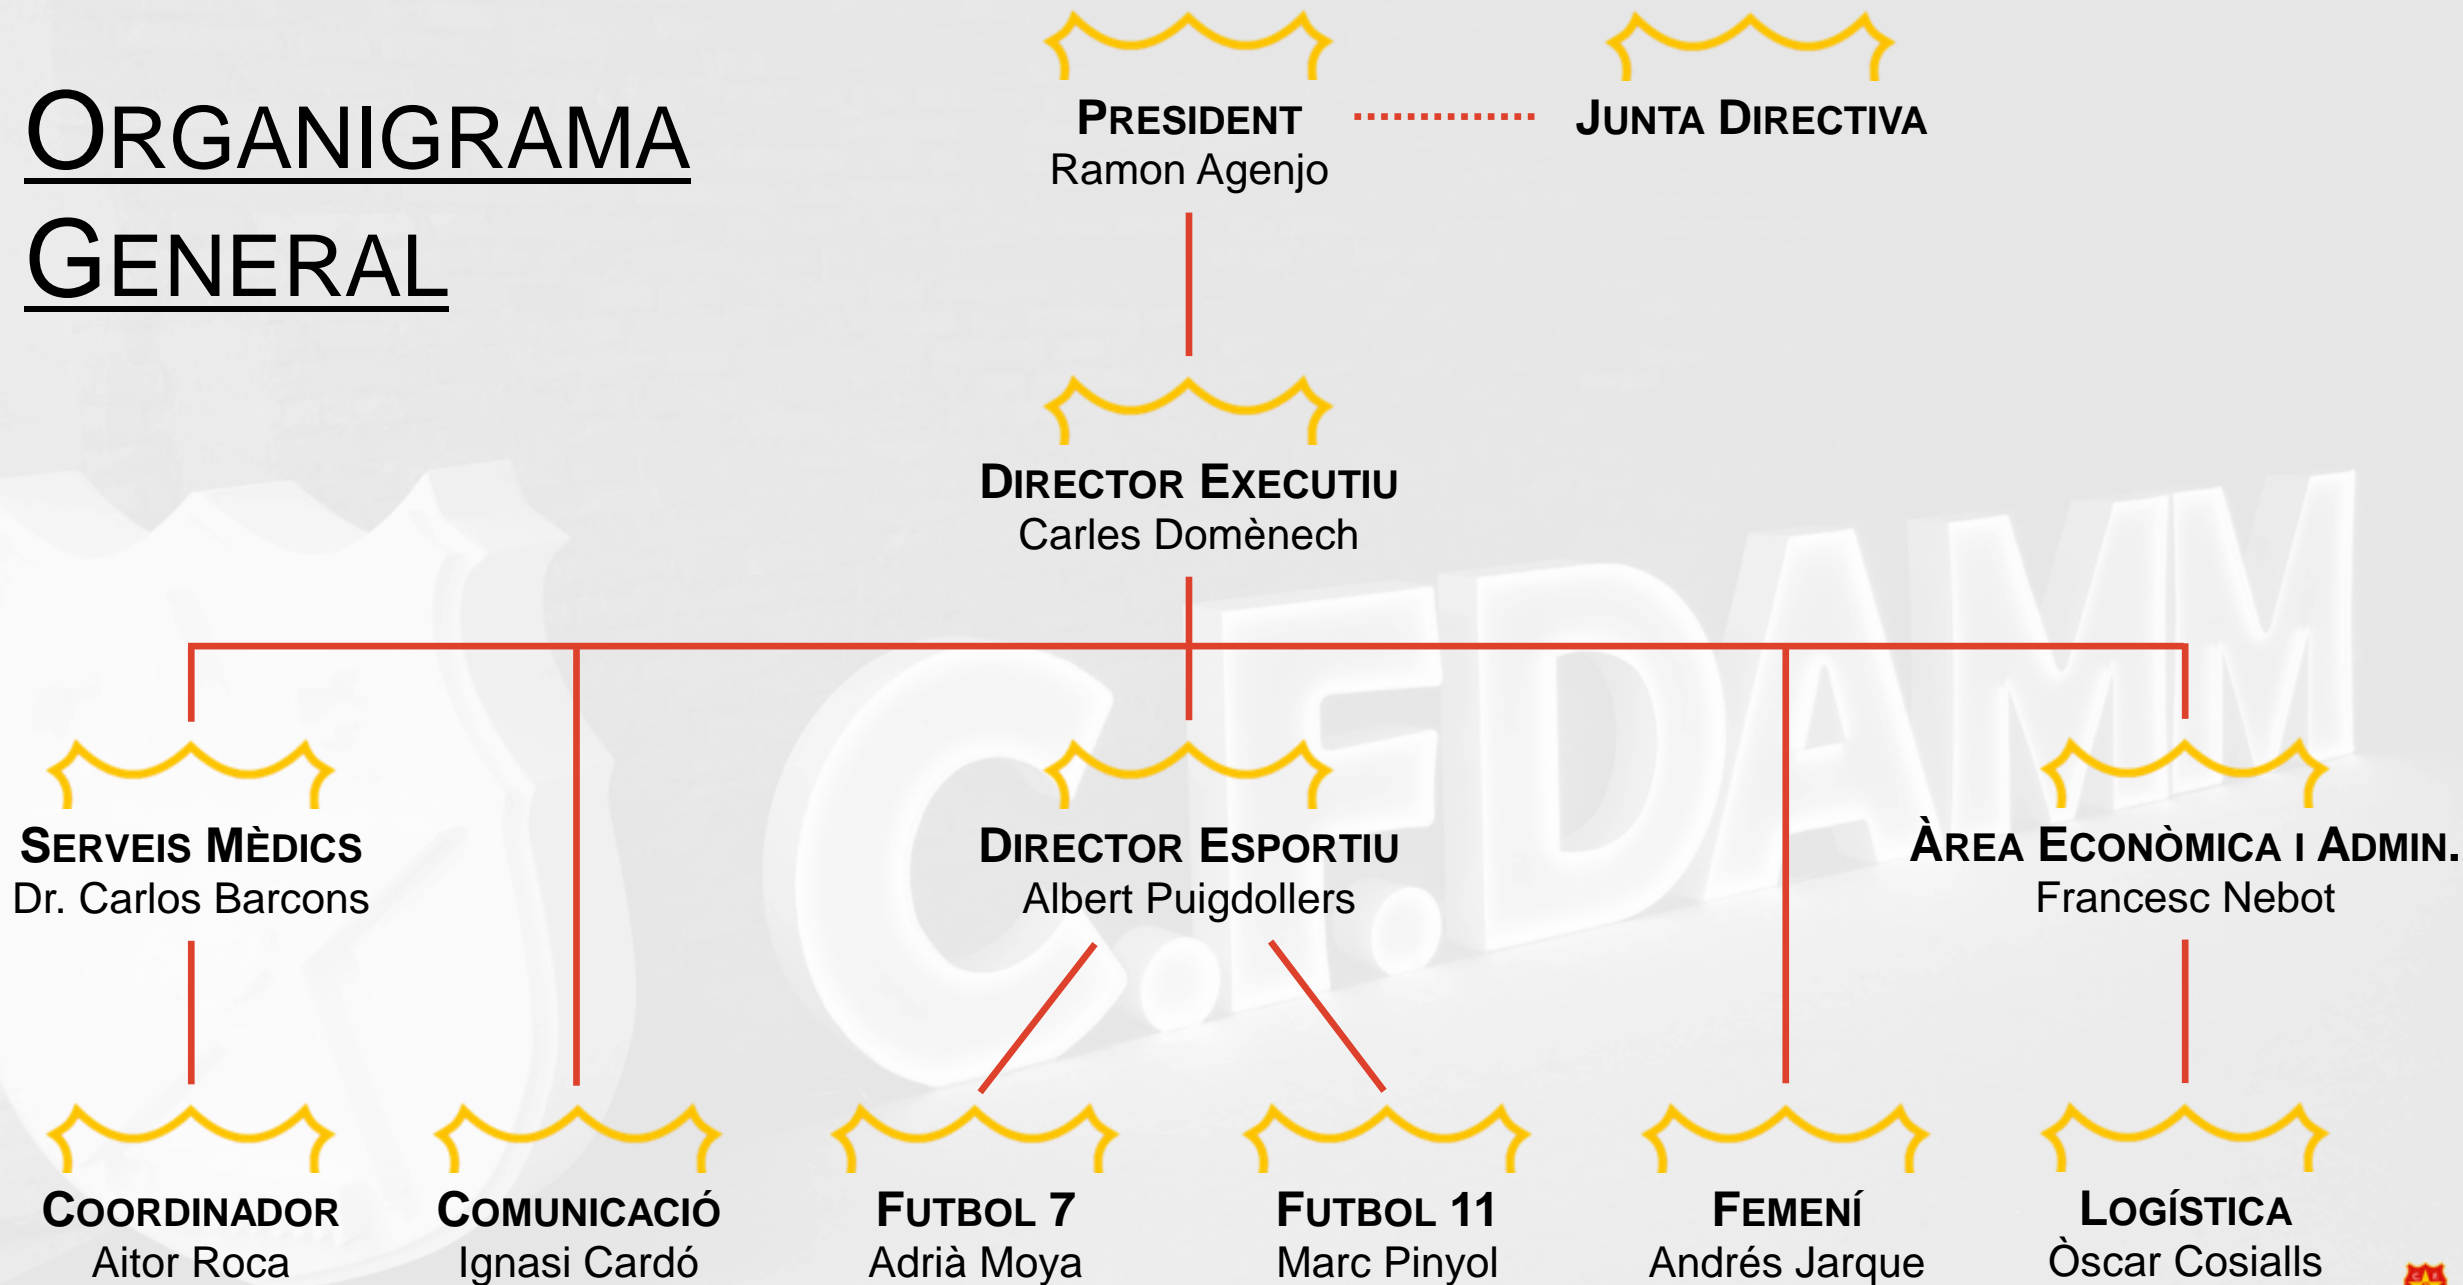 ORGANIGRAMA
GENERAL
PRESIDENT
Ramon Agenjo
JUNTA DIRECTIVA
DIRECTOR EXECUTIU
Carles Domènech
C.F.DAMM
SERVEIS MÈDICS
Dr. Carlos Barcons
DIRECTOR ESPORTIU
Albert Puigdollers
ÀREA ECONÒMICA I ADMIN.
Francesc Nebot
COORDINADOR
Aitor Roca
COMUNICACIÓ
Ignasi Cardó
FUTBOL 7
Adrià Moya
FUTBOL 11
Marc Pinyol
FEMENÍ
Andrés Jarque
LOGÍSTICA
Òscar Cosialls